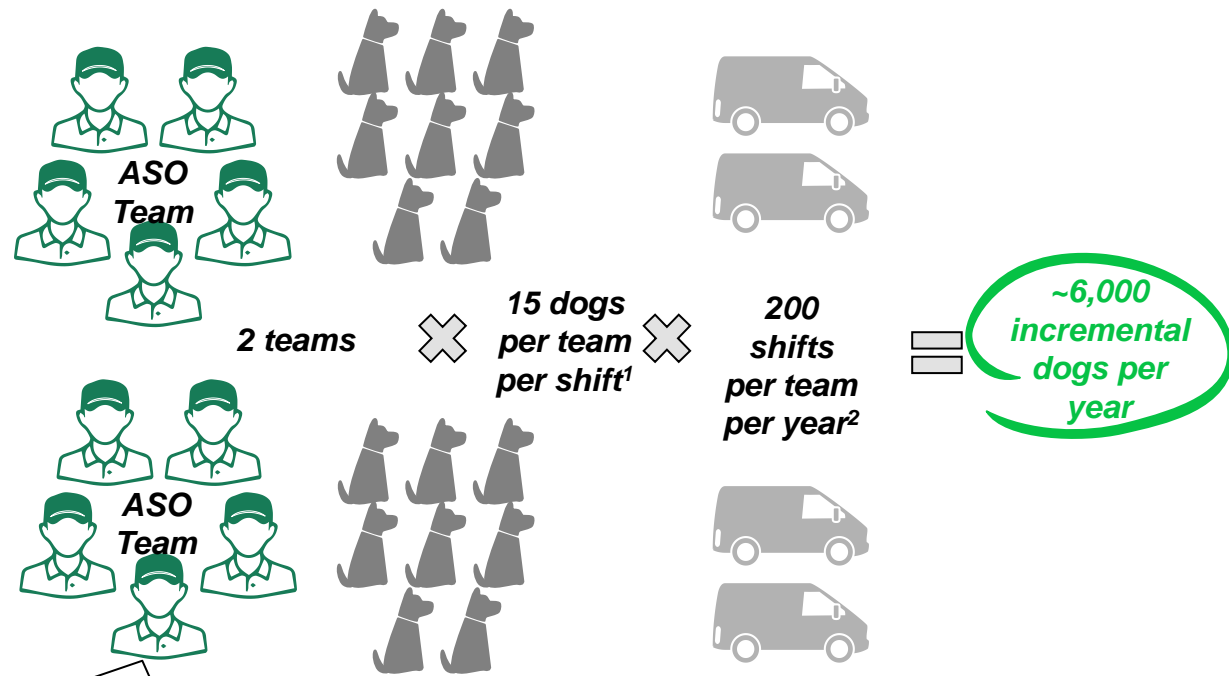 ASO
Team
2 teams
15 dogs
per team
per shift¹
200
shifts
per team
per year²
~6,000
incremental
dogs per
year
ASO
Team